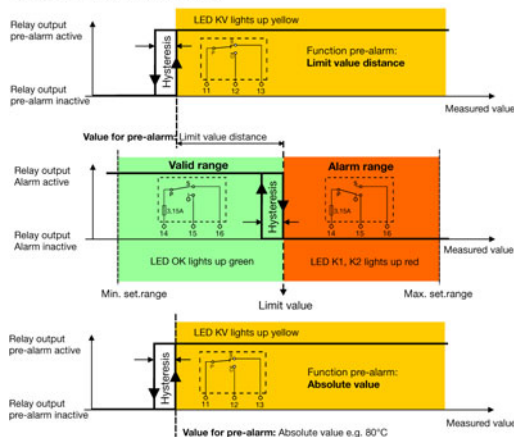 LED KV lights up yellow
Relay output
pre-alarm active
Hysteresis
Function pre-alarm:
Limit value distance
11 12 13
Relay output
pre-alarm inactive
Measured value
Value for pre-alarm: Limit value distance
Valid range
Alarm range
Relay output
Alarm active
Hysteresis
3,15A
3,15A
14 15 16
14 15 16
Relay output
Alarm inactive
Measured value
LED OK lights up green
LED K1, K2 lights up red
Min. set.range
Limit value
Max. set.range
LED KV lights up yellow
Relay output
pre-alarm active
Hysteresis
Function pre-alarm:
Absolute value
11 12 13
Relay output
pre-alarm inactive
Measured value
Value for pre-alarm: Absolute value e.g. 80°C